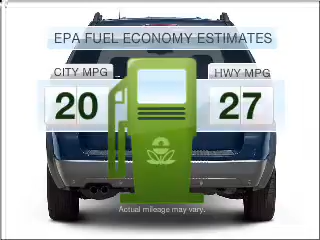 EPA FUEL ECONOMY ESTIMATES
CITY MPG
HWY MPG
20
27
Actual mileage may vary.